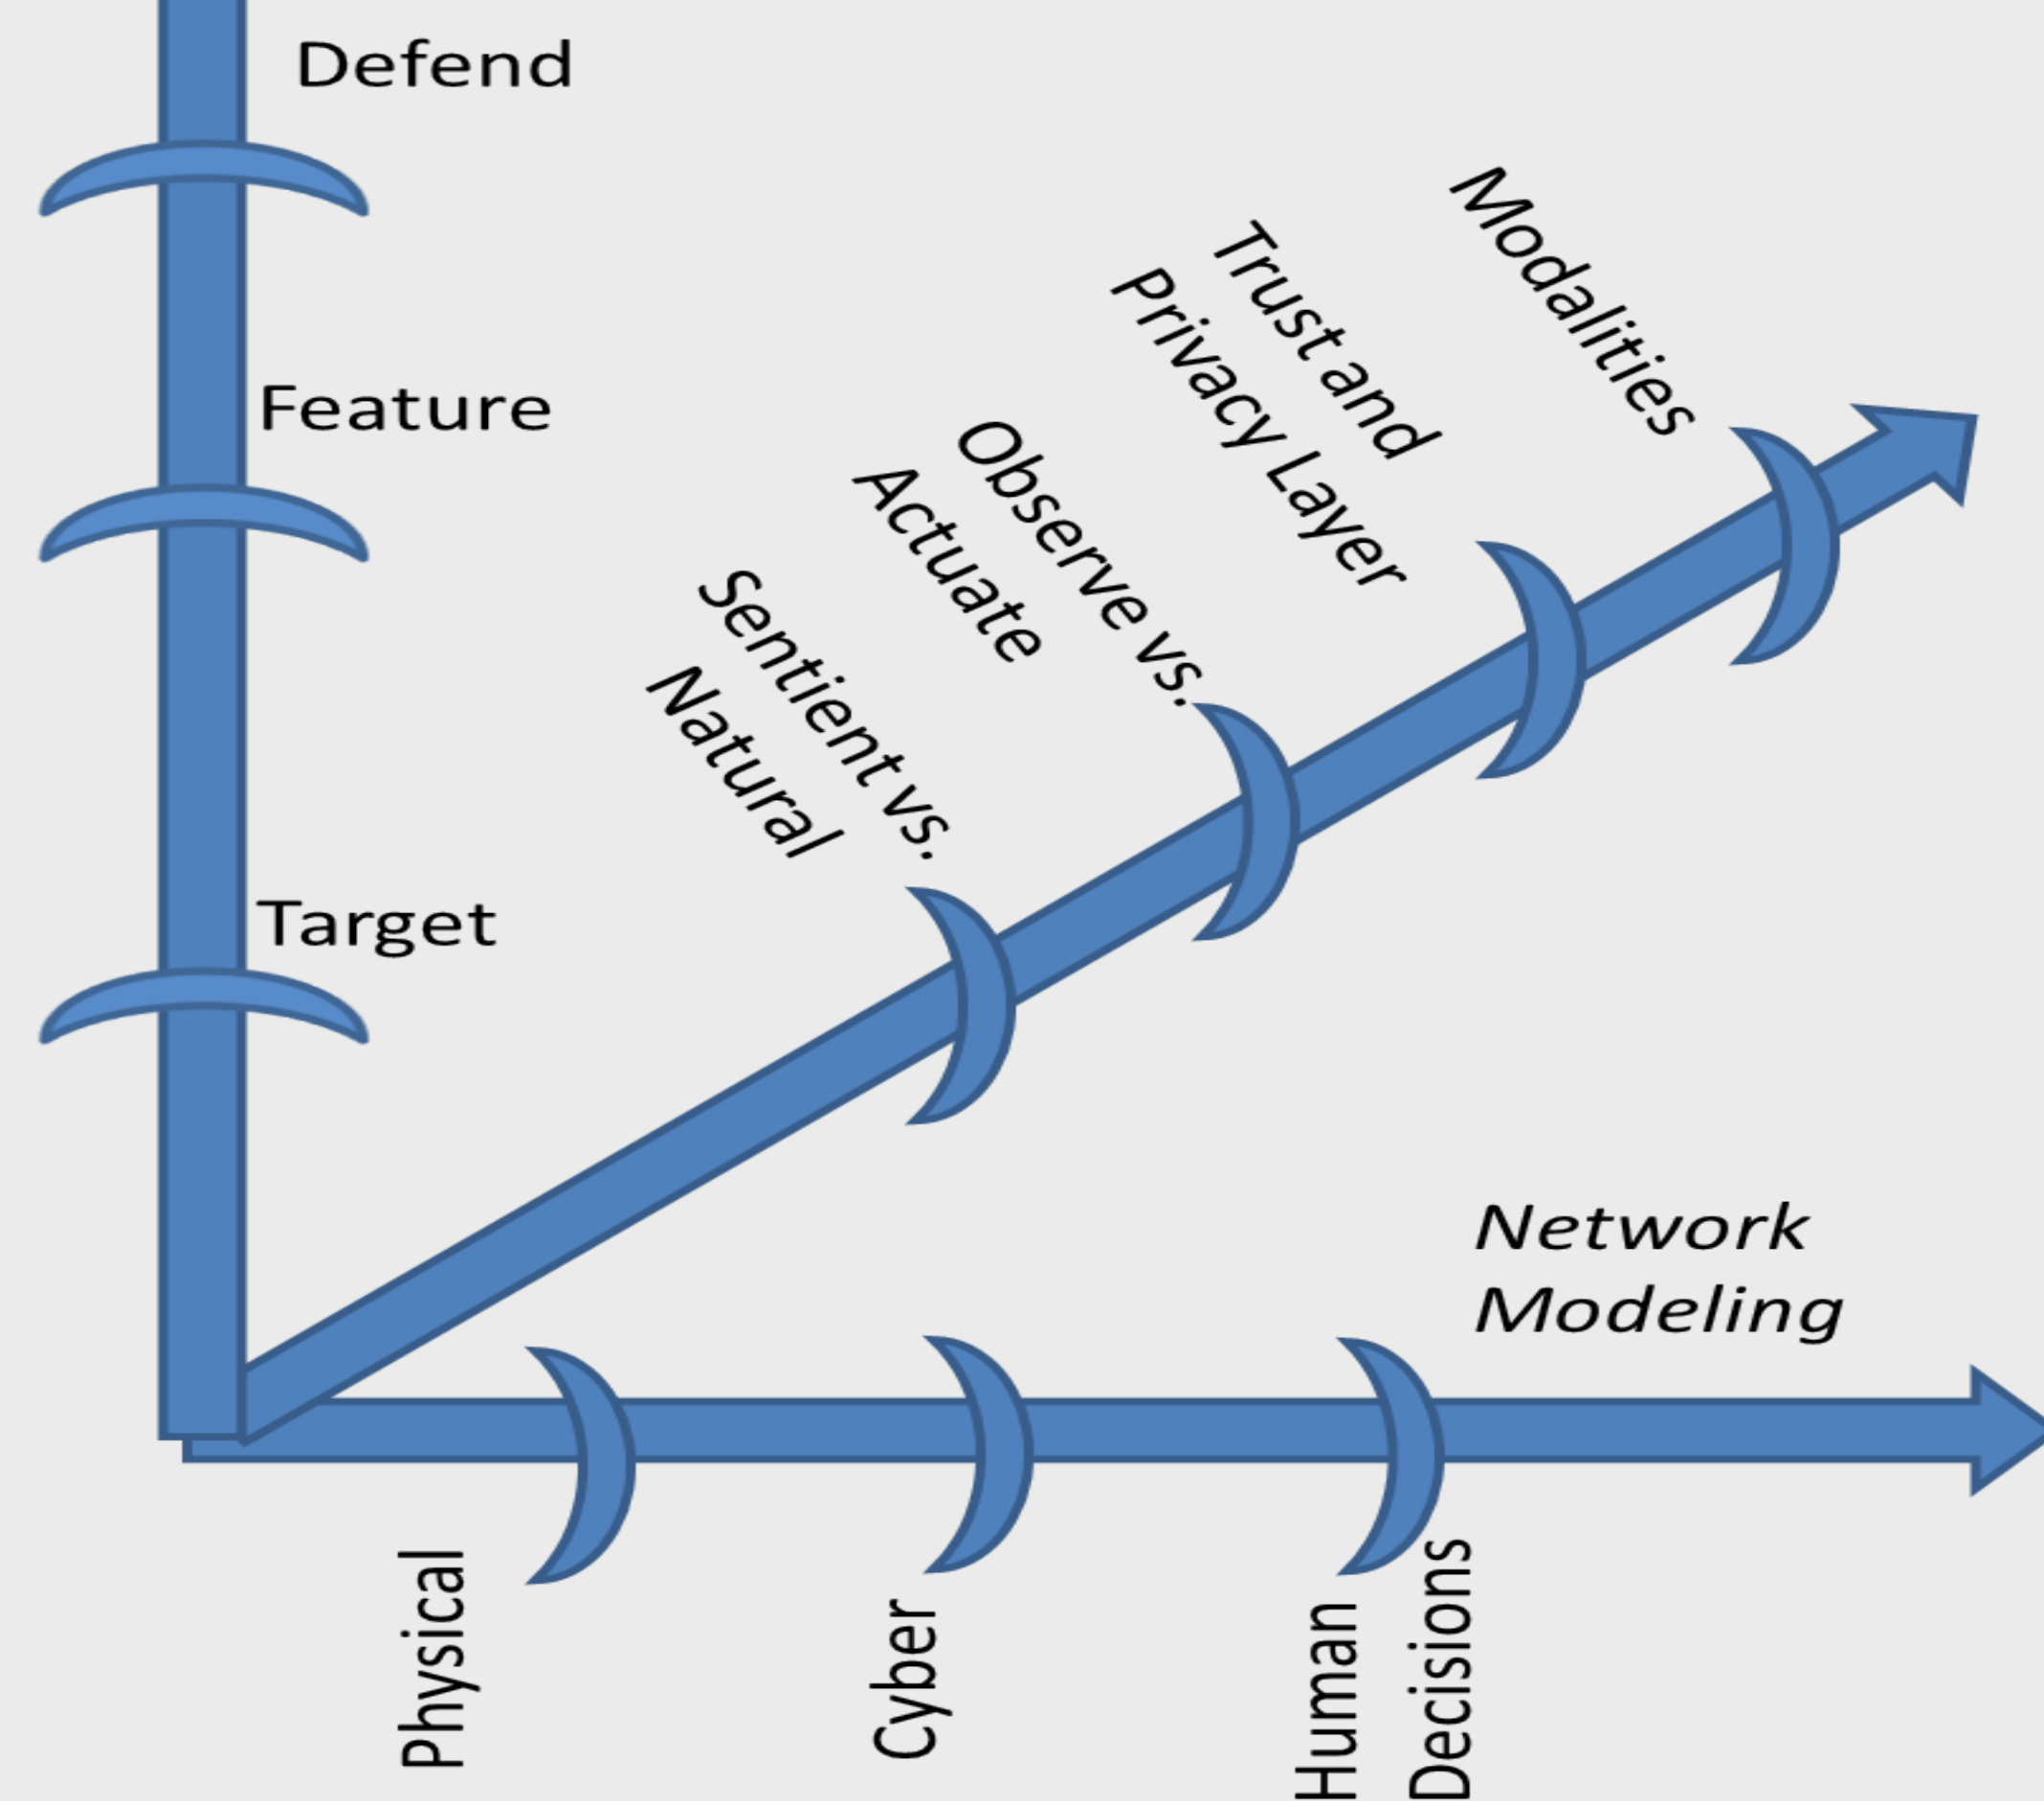 Defend
Feature
Target
Sentient vs.
Natural
Observe vs.
Actuate
Trust and
Privacy Layer
Modalities
Network
Modeling
Physical
Cyber
Human
Decisions